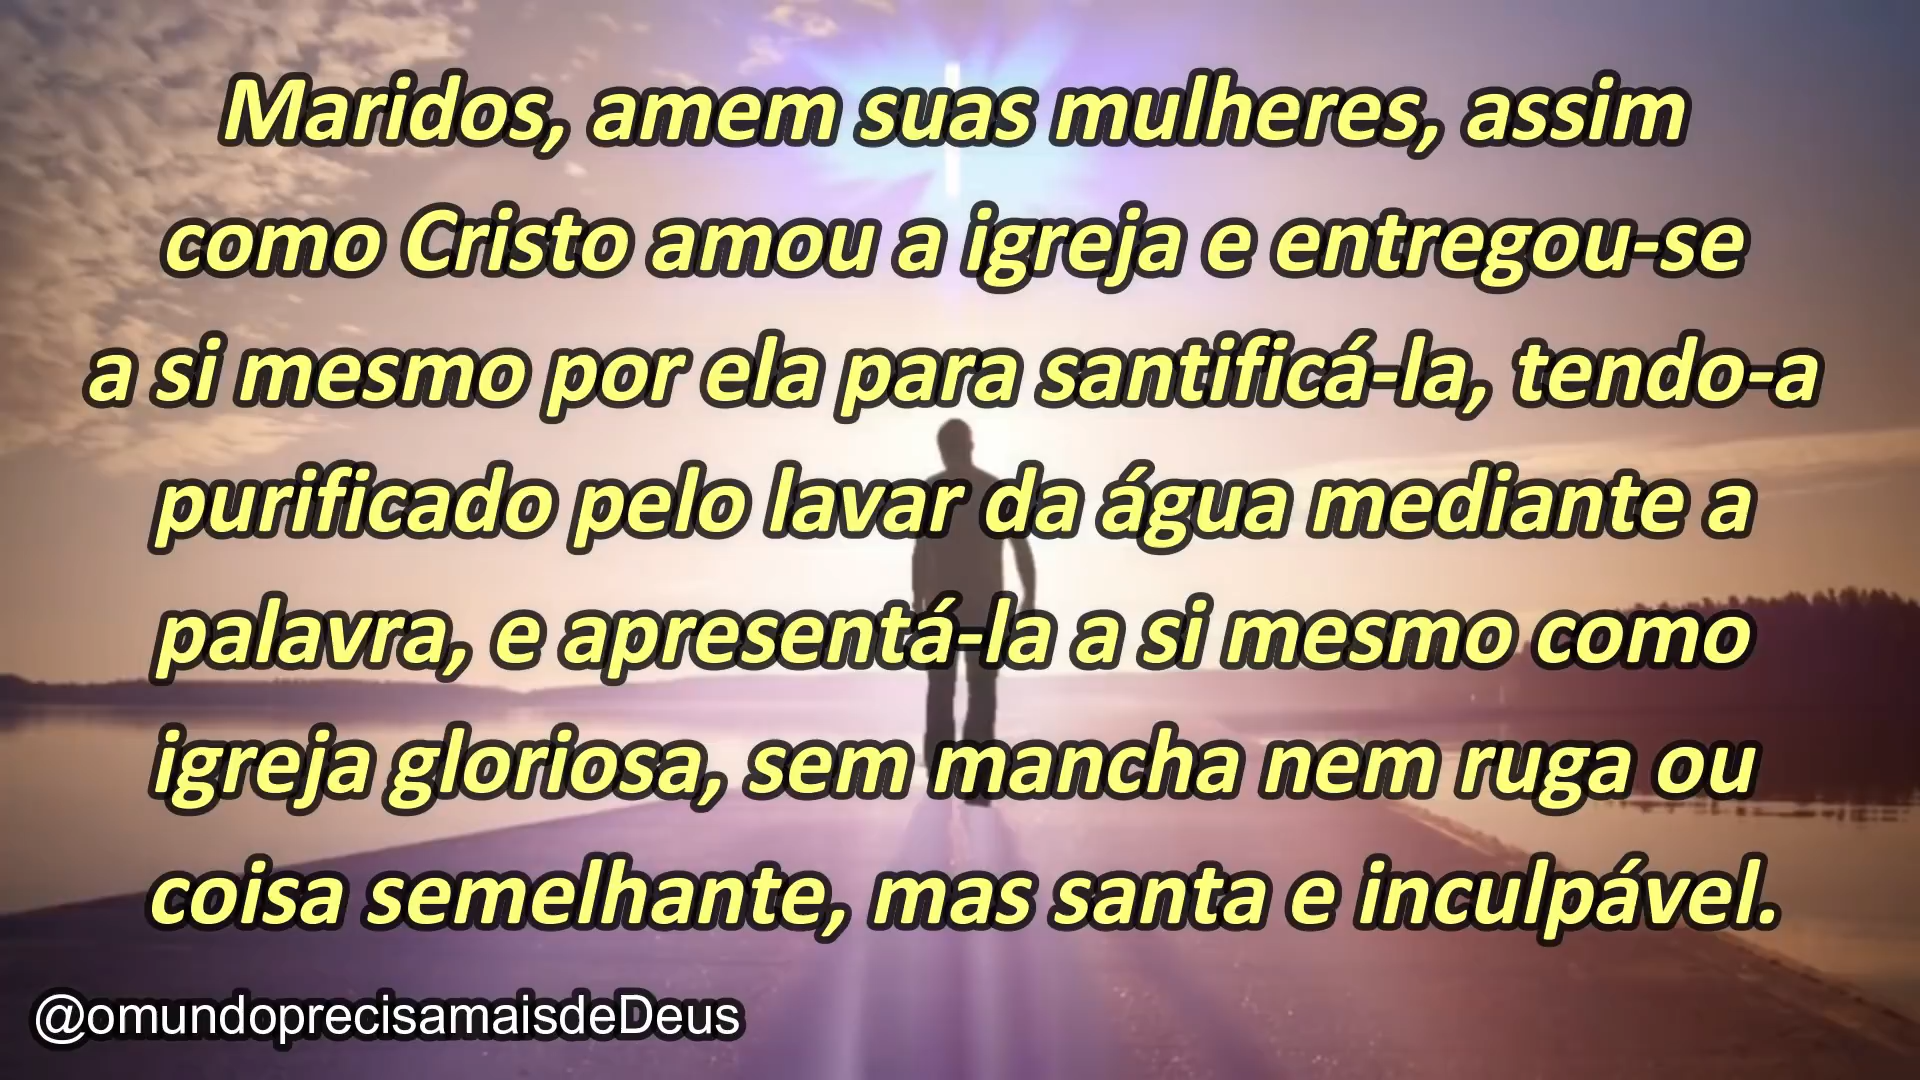 Maridos, amem suas mulheres, assim
como Cristo amou a igreja e entregou-se
a si mesmo por ela para santificá-la, tendo-a
purificado pelo lavar da água mediante a
palavra, e apresentá-la a si mesmo como
igreja gloriosa, sem mancha nem ruga ou
coisa semelhante, mas santa e inculpável.
@omundoprecisamaisdeDeus